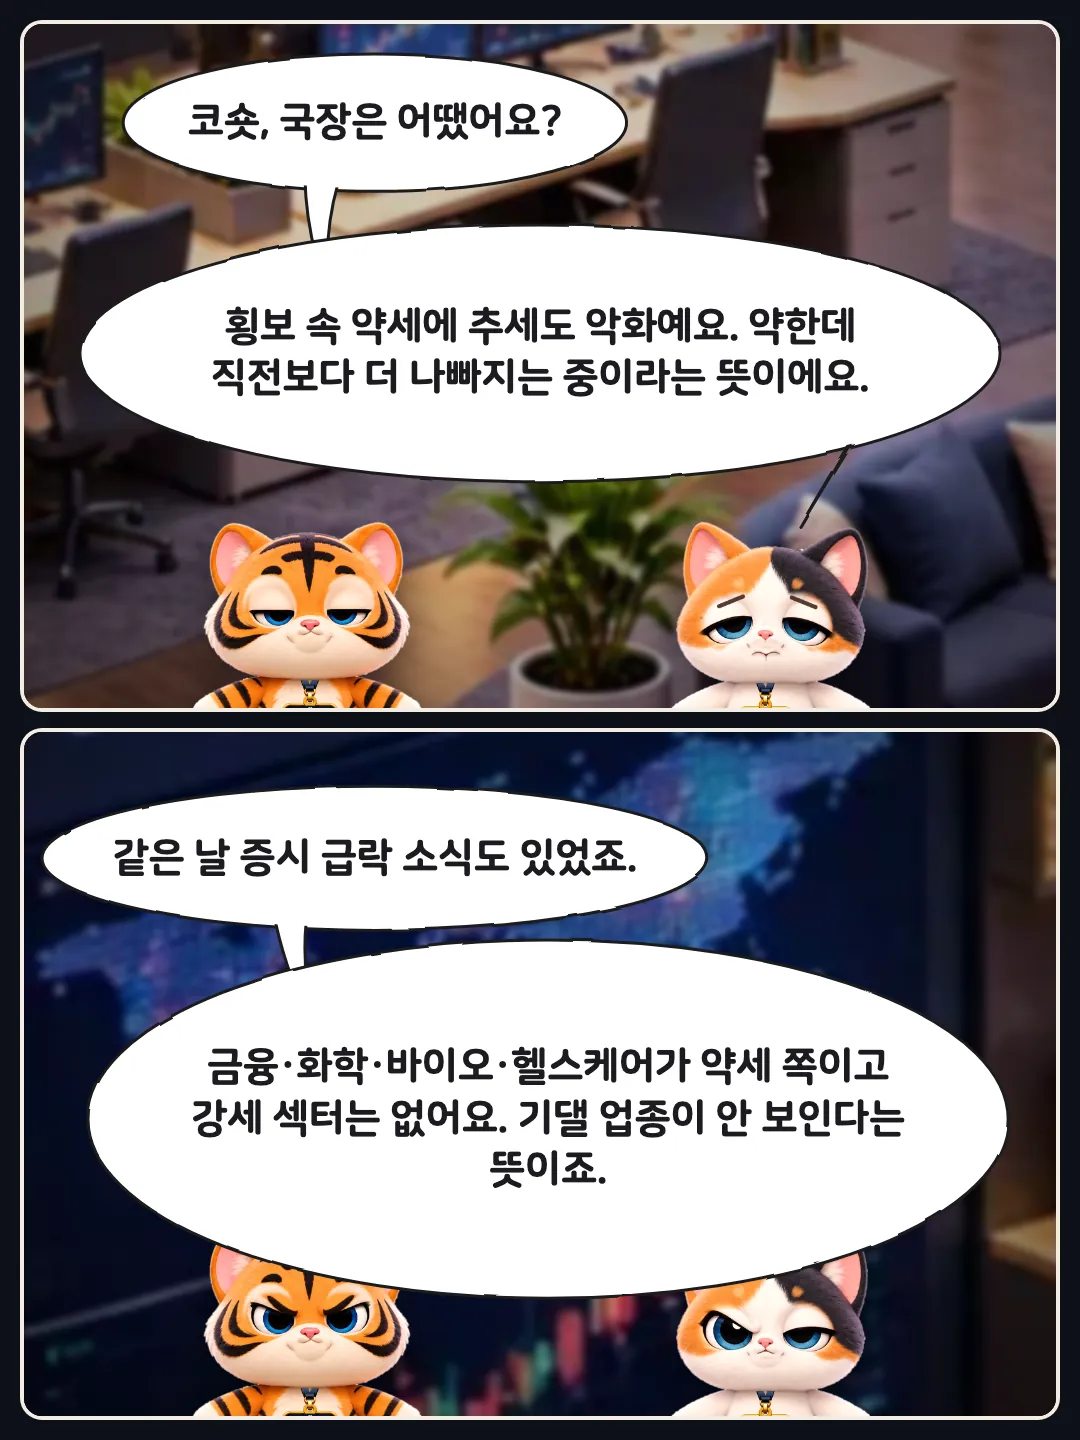 코숏, 국장은 어땠어요?
횡보 속 약세에 추세도 악화예요. 약한데
직전보다 더 나빠지는 중이라는 뜻이에요.
같은 날 증시 급락 소식도 있었죠.
금융·화학·바이오·헬스케어가 약세 쪽이고
강세 섹터는 없어요. 기댈 업종이 안 보인다는
뜻이죠.